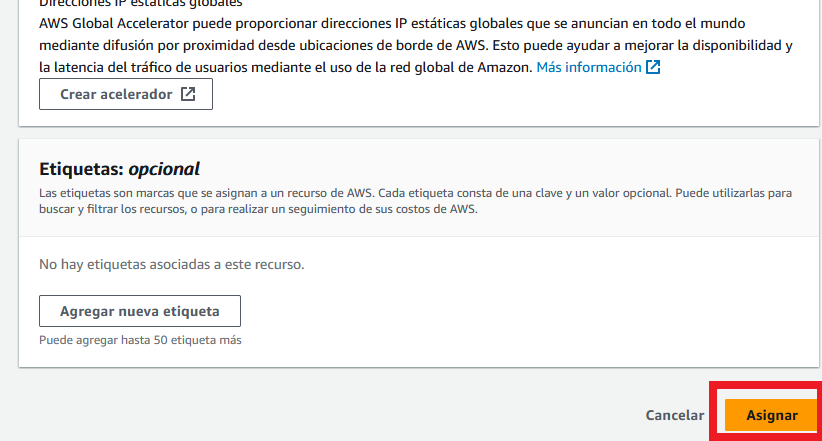 Direcciones IP estáticas globales
AWS Global Accelerator puede proporcionar direcciones IP estáticas globales que se anuncian en todo el mundo
mediante difusión por proximidad desde ubicaciones de borde de AWS. Esto puede ayudar a mejorar la disponibilidad y
la latencia del tráfico de usuarios mediante el uso de la red global de Amazon. Más información
Crear acelerador
Etiquetas: opcional
Las etiquetas son marcas que se asignan a un recurso de AWS. Cada etiqueta consta de una clave y un valor opcional. Puede utilizarlas para
buscar y filtrar los recursos, o para realizar un seguimiento de sus costos de AWS.
No hay etiquetas asociadas a este recurso.
Agregar nueva etiqueta
Puede agregar hasta 50 etiqueta más
Cancelar Asignar